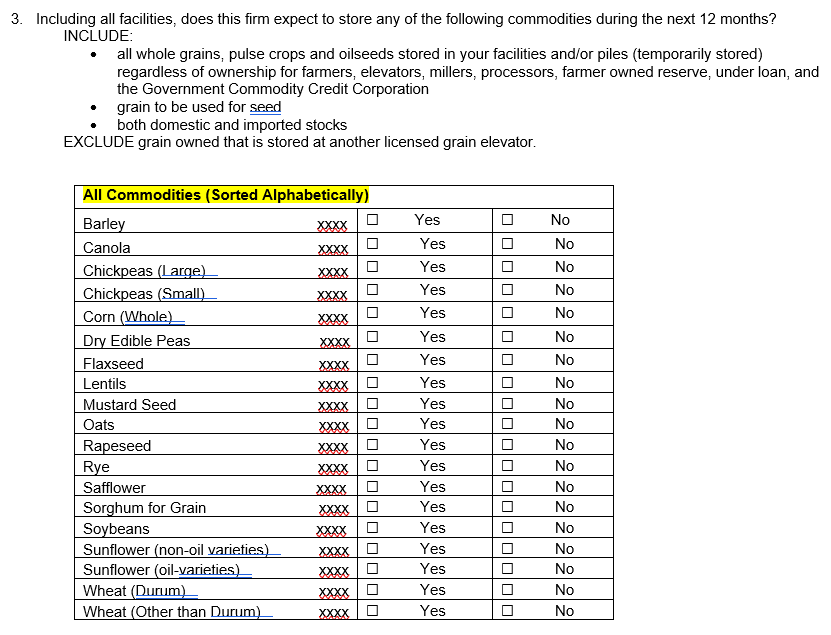 3. Including all facilities, does this firm expect to store any of the following commodities during the next 12 months?
INCLUDE:
• all whole grains, pulse crops and oilseeds stored in your facilities and/or piles (temporarily stored)
regardless of ownership for farmers, elevators, millers, processors, farmer owned reserve, under loan, and
the Government Commodity Credit Corporation
• grain to be used for seed
• both domestic and imported stocks
EXCLUDE grain owned that is stored at another licensed grain elevator.
All Commodities (Sorted Alphabetically)
Barley xxxx ☐ Yes ☐ No
Canola xxxx ☐ Yes ☐ No
Chickpeas (Large) xxxx ☐ Yes ☐ No
Chickpeas (Small) xxxx ☐ Yes ☐ No
Corn (Whole) xxxx ☐ Yes ☐ No
Dry Edible Peas xxxx ☐ Yes ☐ No
Flaxseed xxxx ☐ Yes ☐ No
Lentils xxxx ☐ Yes ☐ No
Mustard Seed xxxx ☐ Yes ☐ No
Oats xxxx ☐ Yes ☐ No
Rapeseed xxxx ☐ Yes ☐ No
Rye xxxx ☐ Yes ☐ No
Safflower xxxx ☐ Yes ☐ No
Sorghum for Grain xxxx ☐ Yes ☐ No
Soybeans xxxx ☐ Yes ☐ No
Sunflower (non-oil varieties) xxxx ☐ Yes ☐ No
Sunflower (oil-varieties) xxxx ☐ Yes ☐ No
Wheat (Durum) xxxx ☐ Yes ☐ No
Wheat (Other than Durum) xxxx ☐ Yes ☐ No